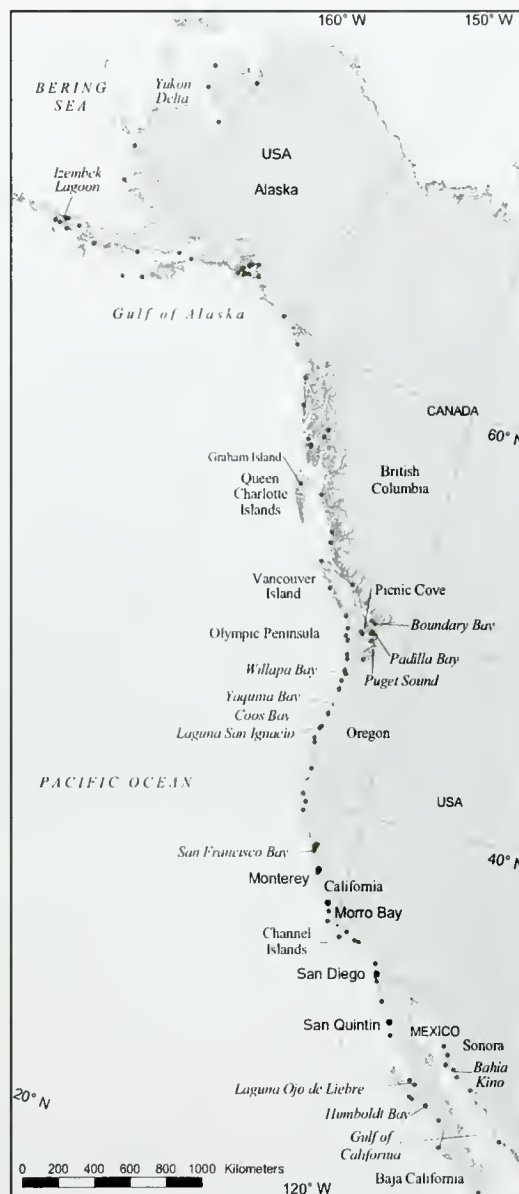 160° W
150° W
BERING
SEA
Yukon
Delta
USA
Alaska
Izembek
Lagoon
Gulf of Alaska
CANADA
60° N
Graham Island
Queen
Charlotte
Islands
British
Columbia
Vancouver
Island
Picnic Cove
Boundary Bay
Olympic Peninsula
Padilla Bay
Willapa Bay
Puget Sound
Yaquina Bay
Coos Bay
Laguna San Ignacio
Oregon
PACIFIC OCEAN
USA
San Francisco Bay
40° N
Monterey
California
Morro Bay
Channel
Islands
San Diego
San Quintin
MEXICO
Sonora
Bahia
Kino
Laguna Ojo de Liebre
20° N
Humboldt Bay
Gulf of
California
Baja California
0 200 400 600 800 1000 Kilometers
120° W